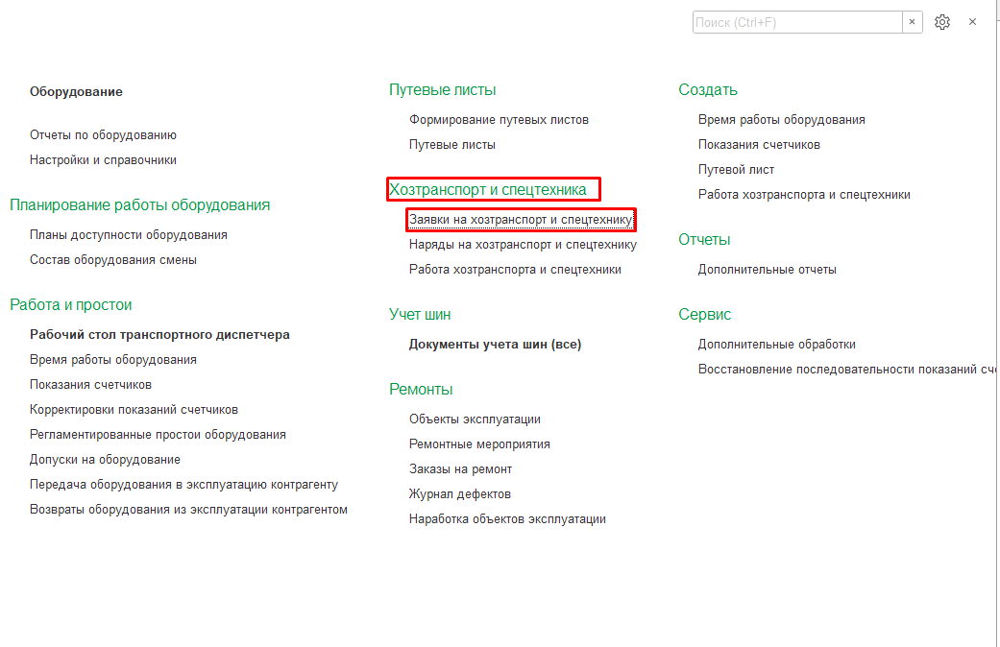 Поиск (Ctrl+F)
Оборудование
Отчеты по оборудованию
Настройки и справочники
Планирование работы оборудования
Планы доступности оборудования
Состав оборудования смены
Работа и простои
Рабочий стол транспортного диспетчера
Время работы оборудования
Показания счетчиков
Корректировки показаний счетчиков
Регламентированные простои оборудования
Допуски на оборудование
Передача оборудования в эксплуатацию контрагенту
Возвраты оборудования из эксплуатации контрагентом
Путевые листы
Формирование путевых листов
Путевые листы
Хозтранспорт и спецтехника
Заявки на хозтранспорт и спецтехнику
Наряды на хозтранспорт и спецтехнику
Работа хозтранспорта и спецтехники
Учет шин
Документы учета шин (все)
Ремонты
Объекты эксплуатации
Ремонтные мероприятия
Заказы на ремонт
Журнал дефектов
Наработка объектов эксплуатации
Создать
Время работы оборудования
Показания счетчиков
Путевой лист
Работа хозтранспорта и спецтехники
Отчеты
Дополнительные отчеты
Сервис
Дополнительные обработки
Восстановление последовательности показаний сч